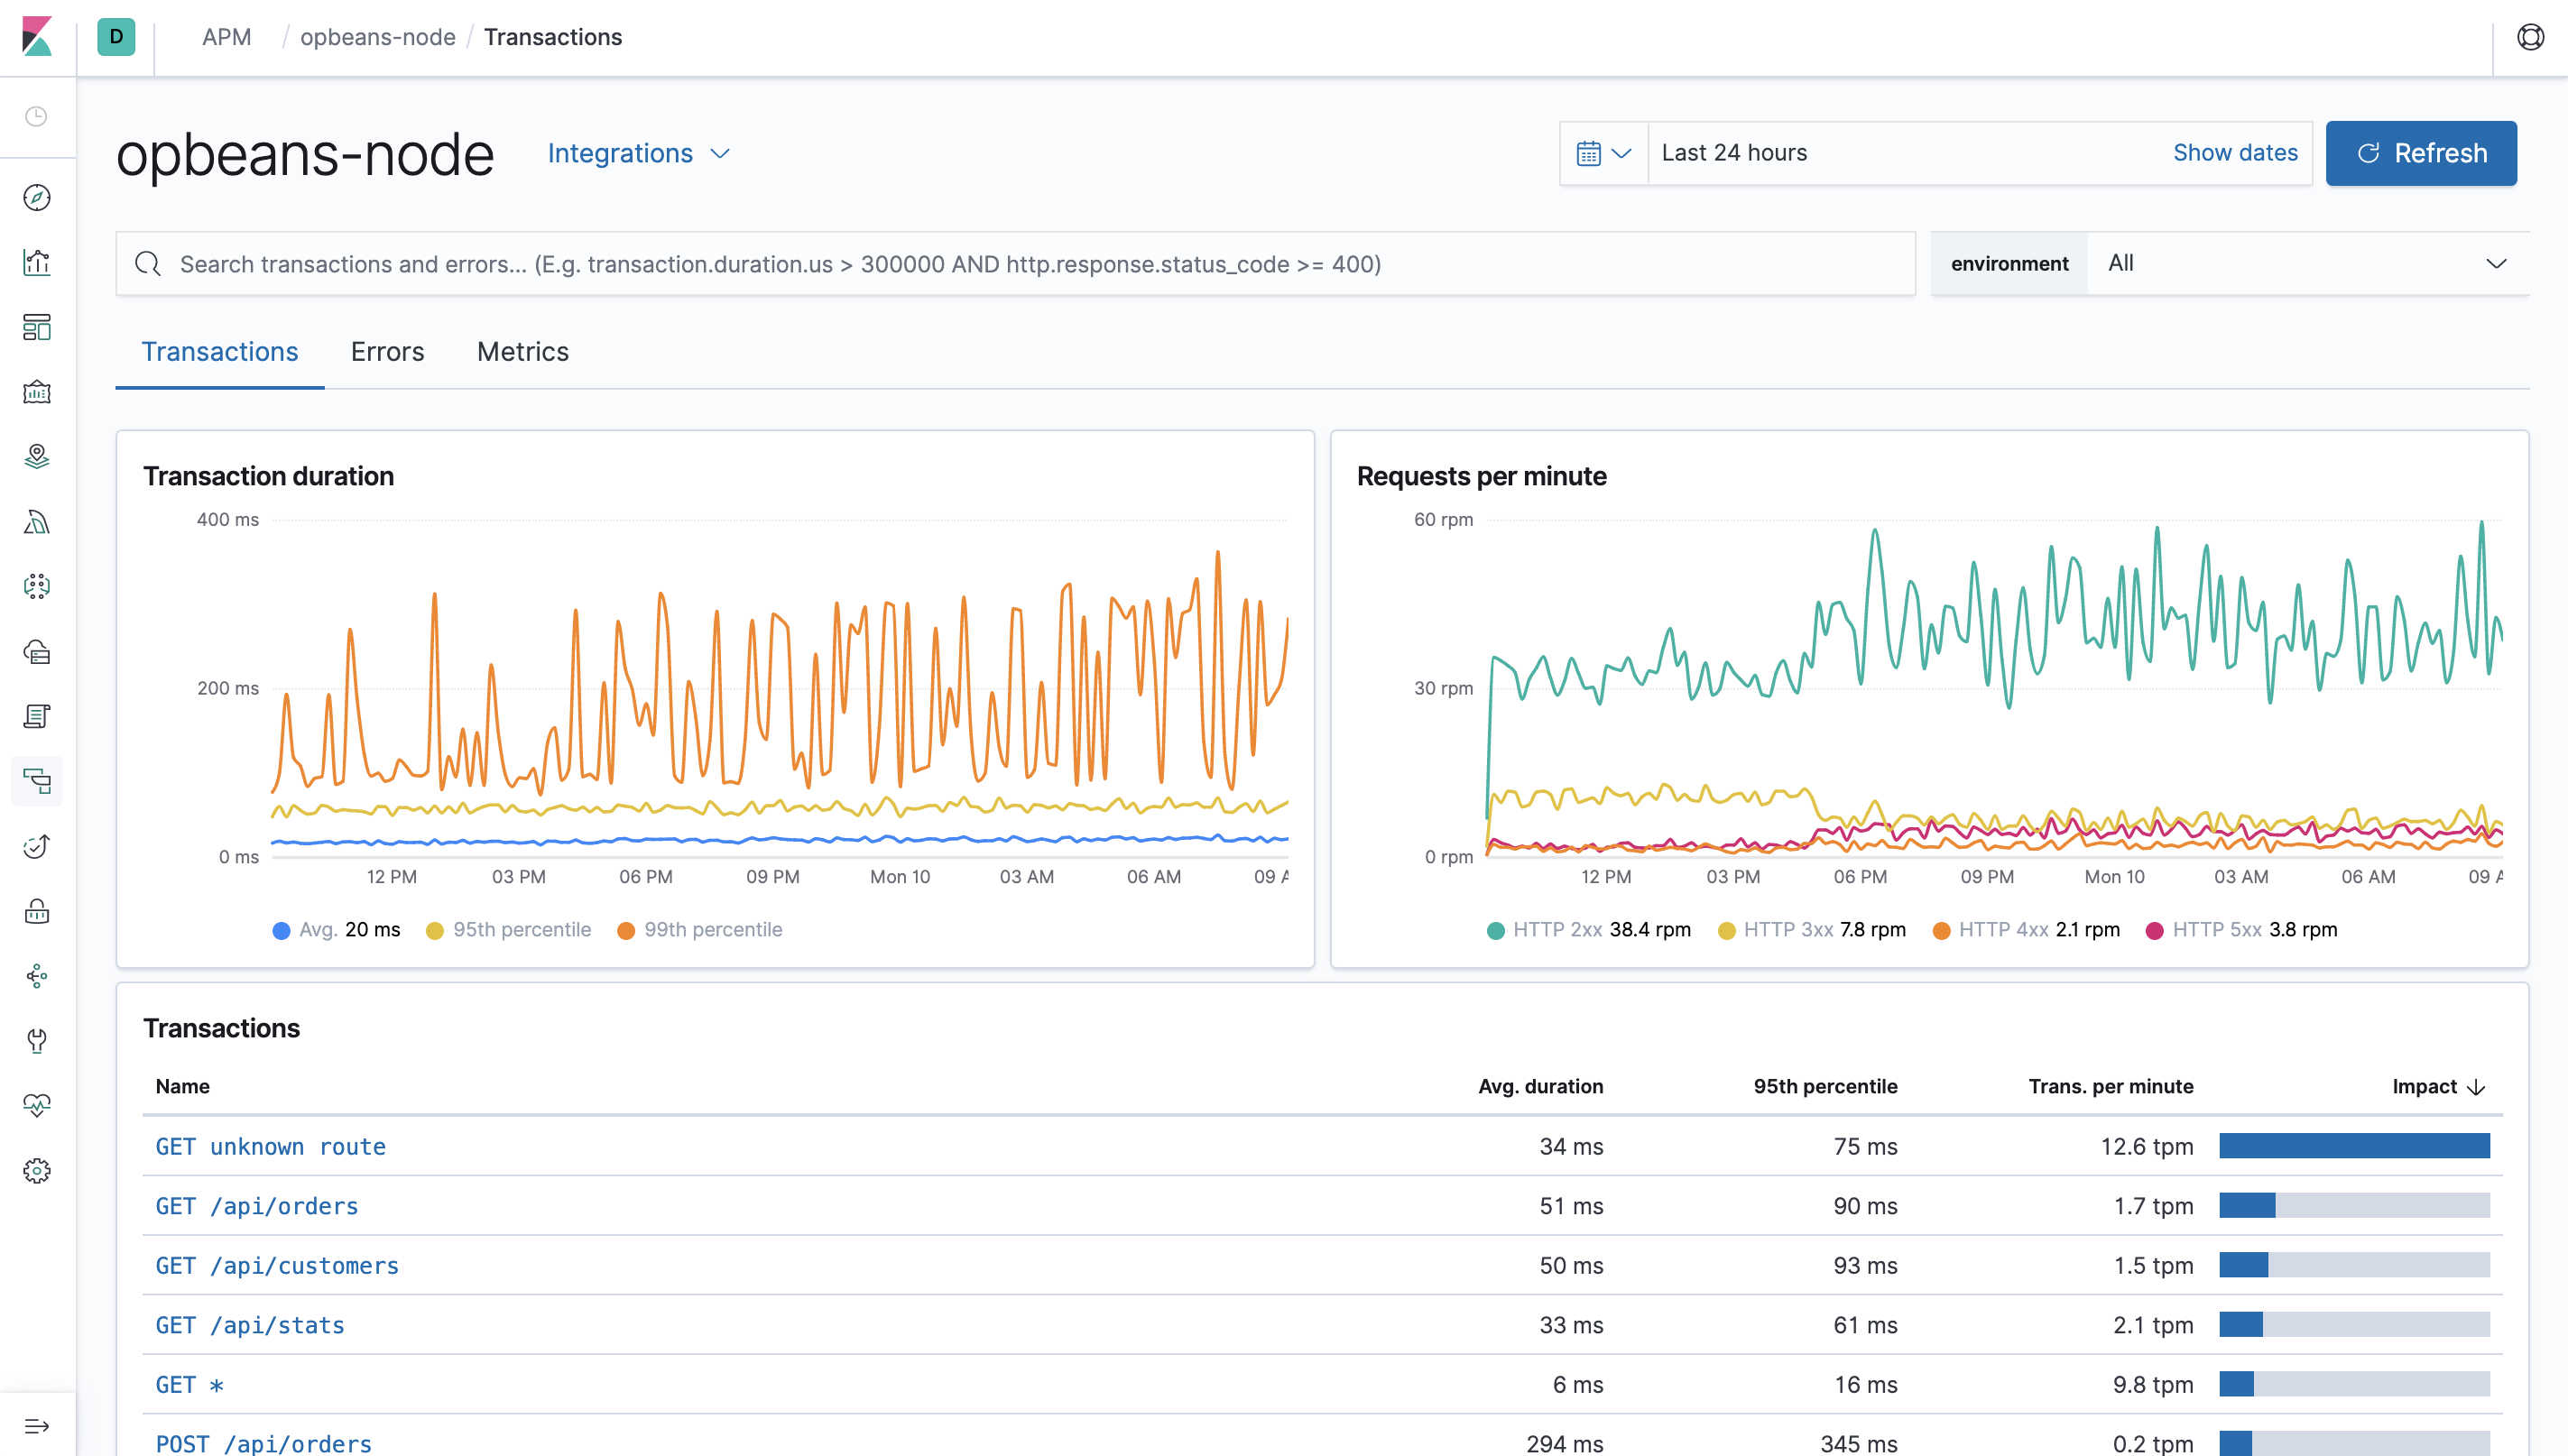 D APM / opbeans-node / Transactions
opbeans-node Integrations
Last 24 hours Show dates Refresh
Search transactions and errors... (E.g. transaction.duration.us > 300000 AND http.response.status_code >= 400)
environment All
Transactions Errors Metrics
Transaction duration
400 ms
200 ms
0 ms
12 PM 03 PM 06 PM 09 PM Mon 10 03 AM 06 AM 09 A
Avg. 20 ms 95th percentile 99th percentile
Requests per minute
60 rpm
30 rpm
0 rpm
12 PM 03 PM 06 PM 09 PM Mon 10 03 AM 06 AM 09 A
HTTP 2xx 38.4 rpm HTTP 3xx 7.8 rpm HTTP 4xx 2.1 rpm HTTP 5xx 3.8 rpm
Transactions
Name Avg. duration 95th percentile Trans. per minute Impact
GET unknown route 34 ms 75 ms 12.6 tpm
GET /api/orders 51 ms 90 ms 1.7 tpm
GET /api/customers 50 ms 93 ms 1.5 tpm
GET /api/stats 33 ms 61 ms 2.1 tpm
GET * 6 ms 16 ms 9.8 tpm
POST /api/orders 294 ms 345 ms 0.2 tpm